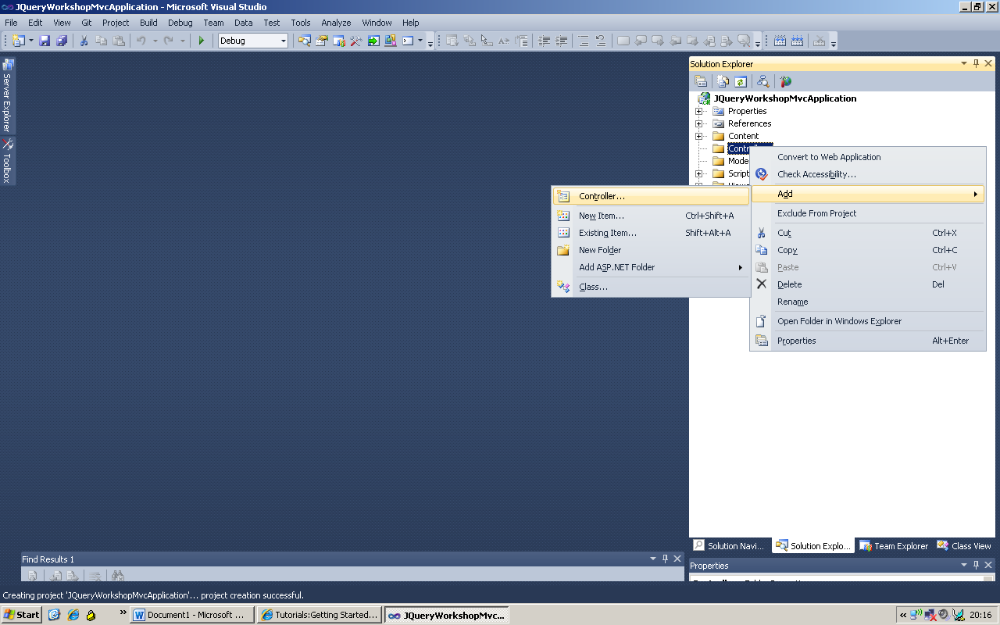 JQueryWorkshopMvcApplication - Microsoft Visual Studio
File Edit View Git Project Build Debug Team Data Test Tools Analyze Window Help
Debug
Server Explorer
Toolbox
Solution Explorer
JQueryWorkshopMvcApplication
Properties
References
Content
Contr
Mode
Script
Convert to Web Application
Check Accessibility...
Add
Exclude From Project
Cut Ctrl+X
Copy Ctrl+C
Paste Ctrl+V
Delete Del
Rename
Open Folder in Windows Explorer
Properties Alt+Enter
Controller...
New Item... Ctrl+Shift+A
Existing Item... Shift+Alt+A
New Folder
Add ASP.NET Folder
Class...
Solution Navi... Solution Explo... Team Explorer Class View
Find Results 1
Properties
Creating project 'JQueryWorkshopMvcApplication'... project creation successful.
Start Document1 - Microsoft ... Tutorials:Getting Started... JQueryWorkshopMvc... 20:16